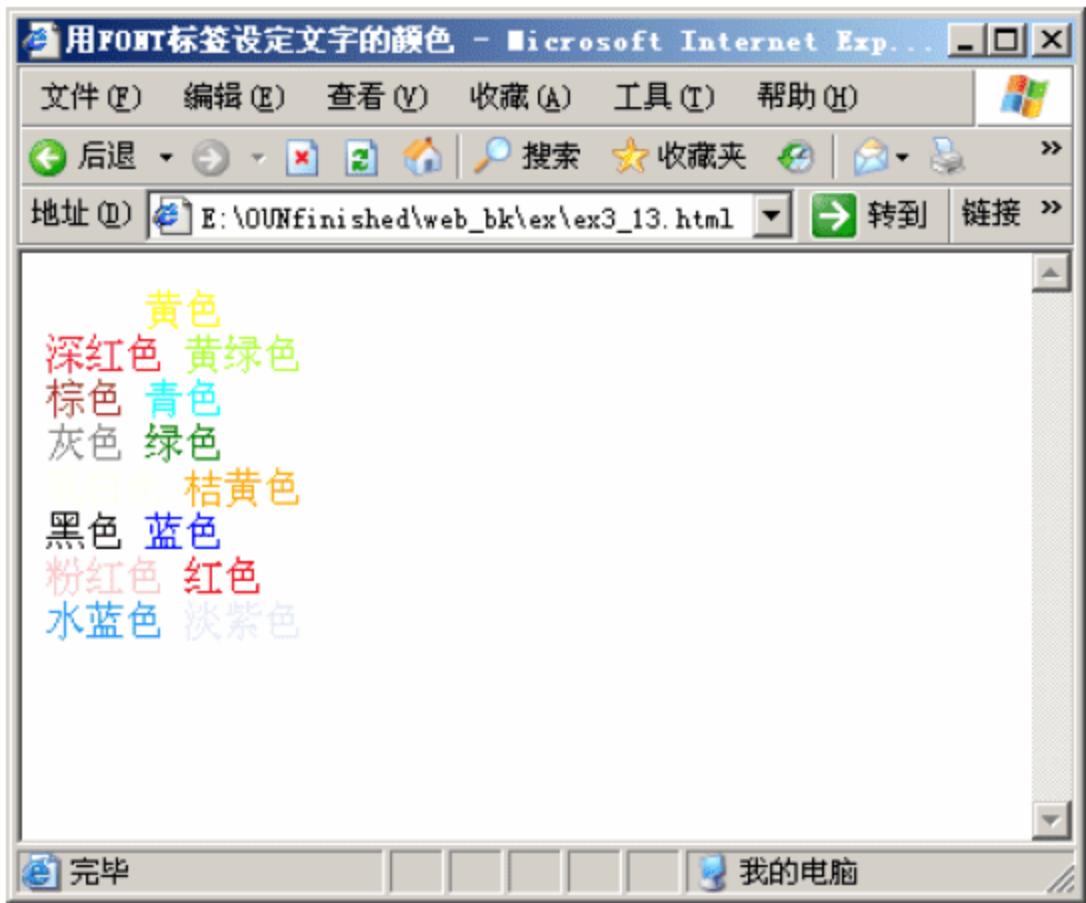 用FONT标签设定文字的颜色 - Microsoft Internet Exp...
文件(F) 编辑(E) 查看(V) 收藏(A) 工具(T) 帮助(H)
后退 搜索 收藏夹 »
地址(D) E:\OUNfinished\web_bk\ex\ex3_13.html 转到 链接 »
黄色
深红色 黄绿色
棕色 青色
灰色 绿色
桔黄色
黑色 蓝色
粉红色 红色
水蓝色 淡紫色
完毕 我的电脑